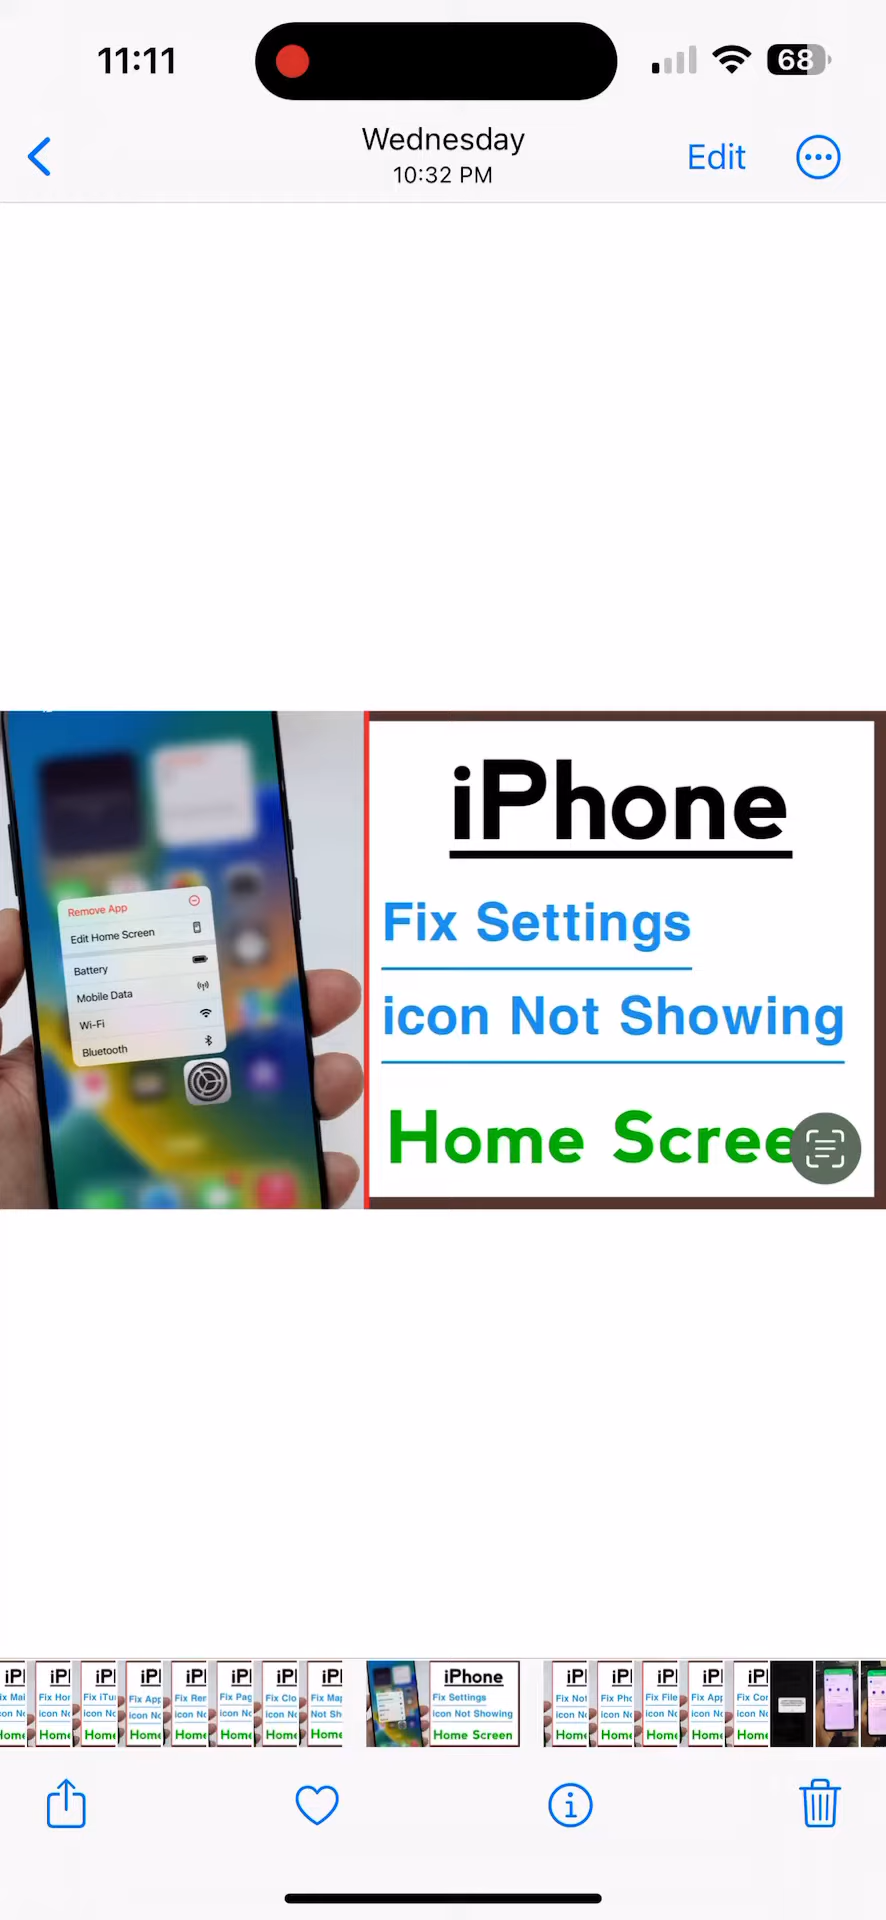 11:11
68
Wednesday
10:32 PM
Edit
Remove App
Edit Home Screen
Battery
Mobile Data
Wi-Fi
Bluetooth
iPhone
Fix Settings
icon Not Showing
Home Scree
iPhone
Fix Settings
icon Not Showing
Home Screen